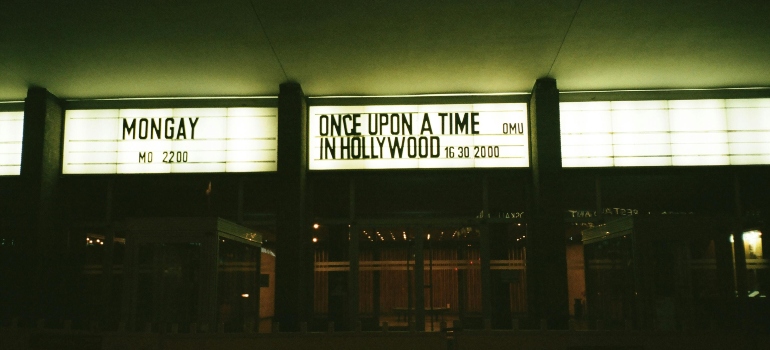 MONGAY
MO 2200
ONCE UPON A TIME OMU
IN HOLLYWOOD 16 30 2000